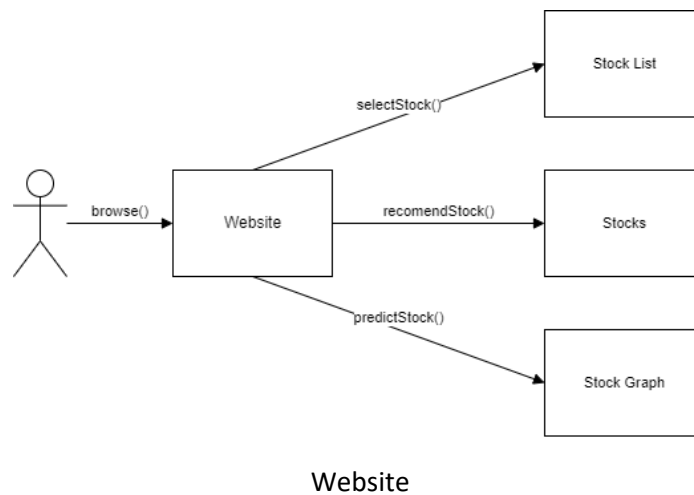 Stock List
selectStock()
browse()
Website
recomendStock()
Stocks
predictStock()
Stock Graph
Website